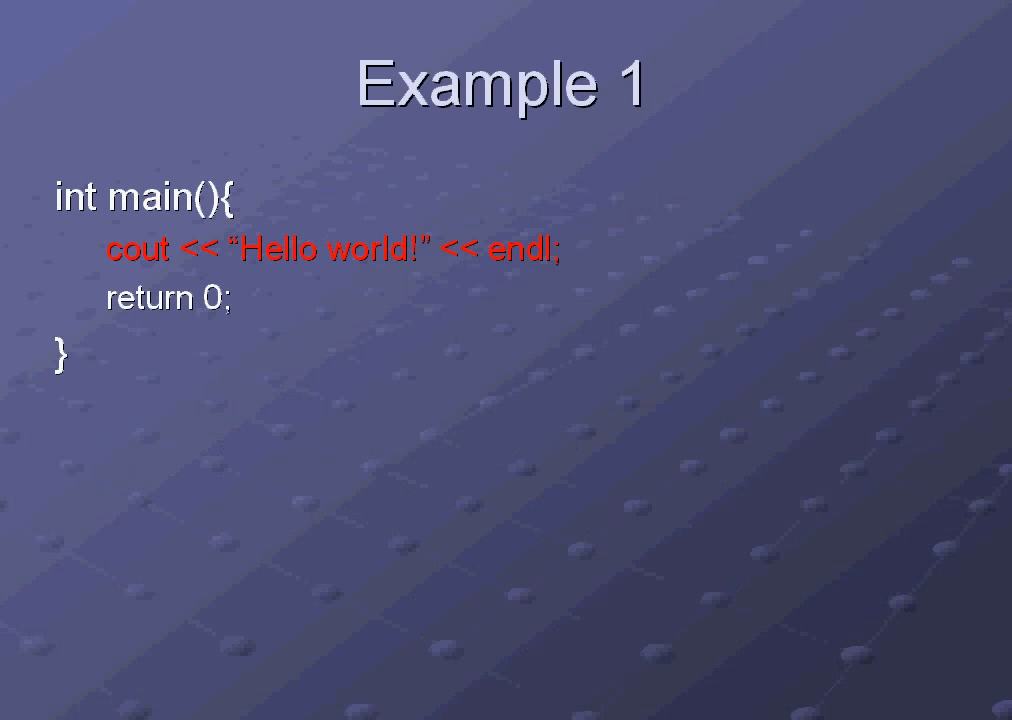 Example 1
int main(){
cout << “Hello world!” << endl;
return 0;
}